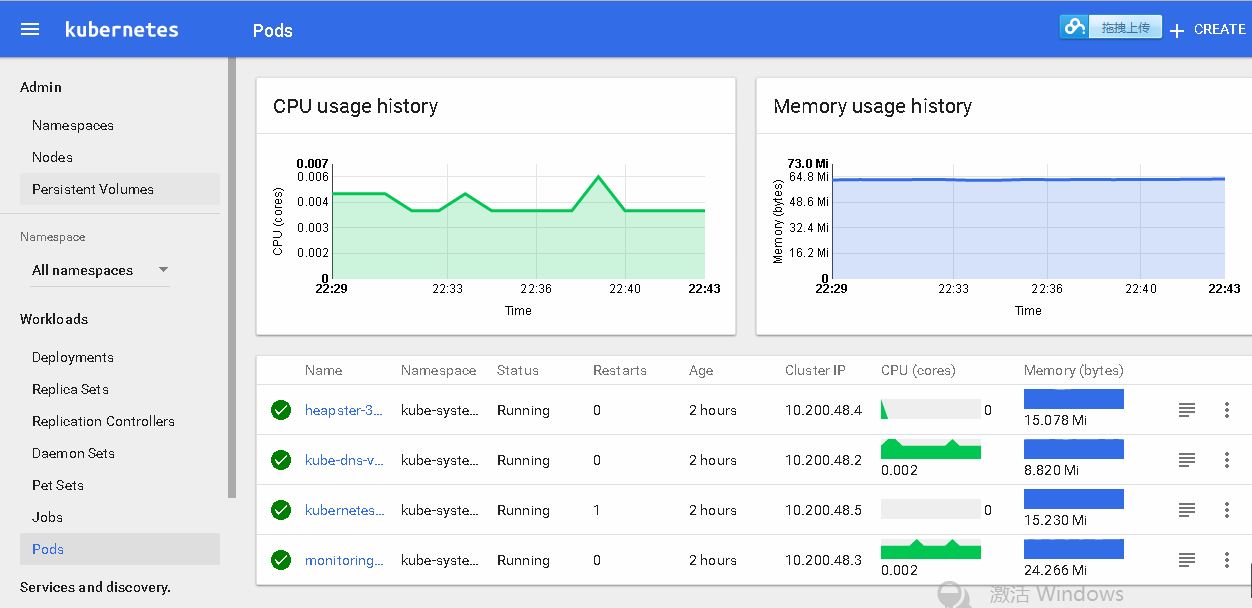 kubernetes
Pods
拖拽上传
CREATE
Admin
Namespaces
Nodes
Persistent Volumes
Namespace
All namespaces
Workloads
Deployments
Replica Sets
Replication Controllers
Daemon Sets
Pet Sets
Jobs
Pods
Services and discovery.
CPU usage history
CPU (cores)
0.007
0.006
0.004
0.003
0.002
0
22:29 22:33 22:36 22:40 22:43
Time
Memory usage history
Memory (bytes)
73.0 Mi
64.8 Mi
48.6 Mi
32.4 Mi
16.2 Mi
0
22:29 22:33 22:36 22:40 22:43
Time
Name Namespace Status Restarts Age Cluster IP CPU (cores) Memory (bytes)
heapster-3... kube-syste... Running 0 2 hours 10.200.48.4 0 15.078 Mi
kube-dns-v... kube-syste... Running 0 2 hours 10.200.48.2 0.002 8.820 Mi
kubernetes... kube-syste... Running 1 2 hours 10.200.48.5 0 15.230 Mi
monitoring... kube-syste... Running 0 2 hours 10.200.48.3 0.002 24.266 Mi
激活 Windows